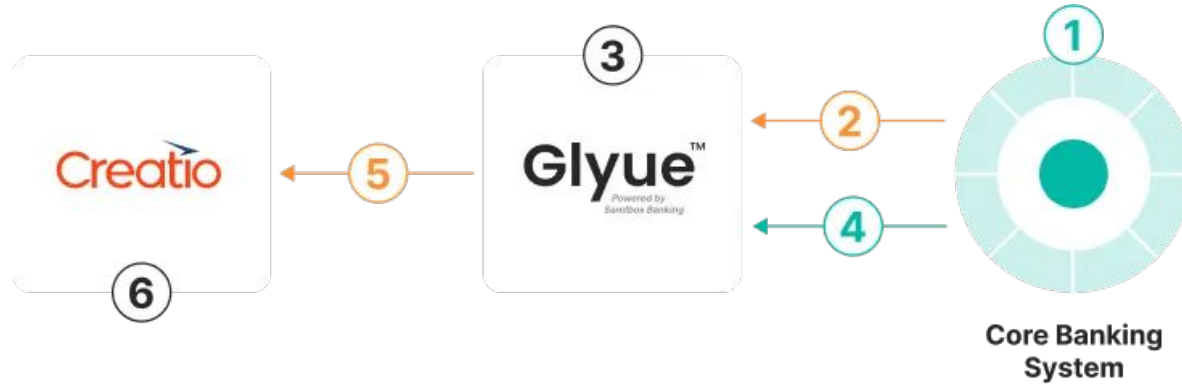 1
3
2
Creatio
5
Glyue™
Powered by
Sandbox Banking
4
6
Core Banking
System